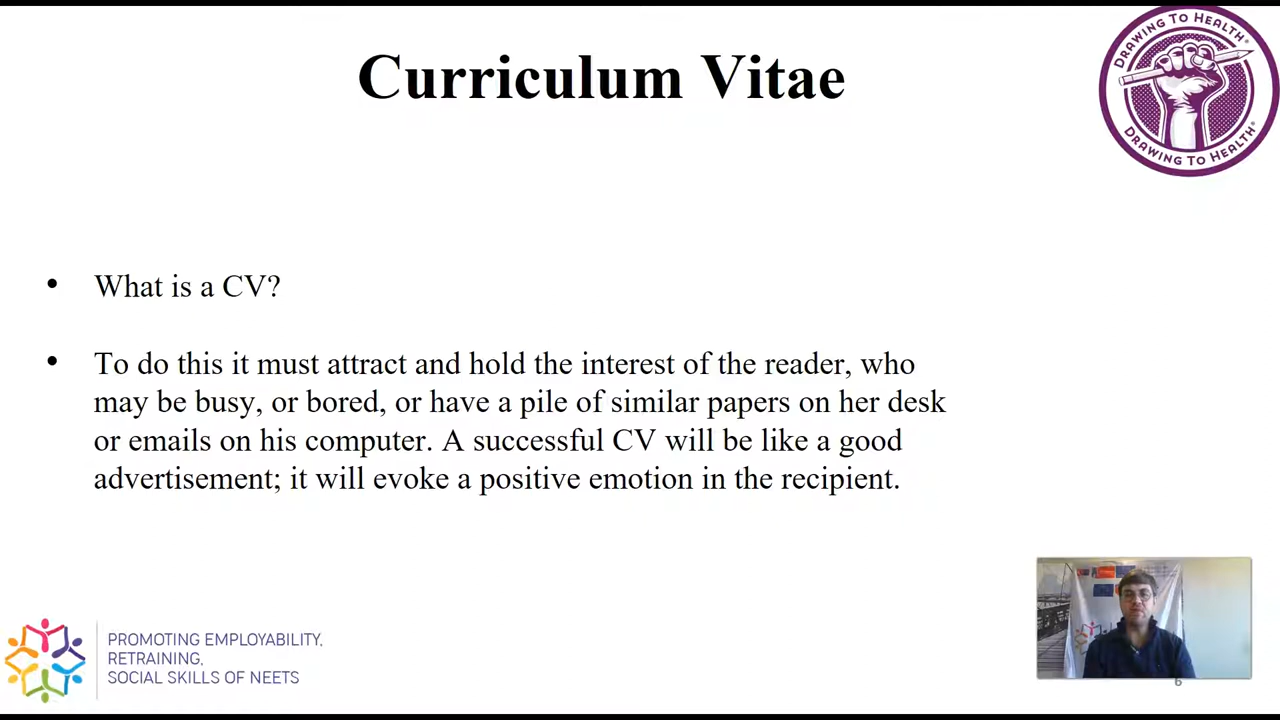 Curriculum Vitae
DRAWING TO HEALTH®
DRAWING TO HEALTH®
• What is a CV?
• To do this it must attract and hold the interest of the reader, who
may be busy, or bored, or have a pile of similar papers on her desk
or emails on his computer. A successful CV will be like a good
advertisement; it will evoke a positive emotion in the recipient.
PROMOTING EMPLOYABILITY,
RETRAINING,
SOCIAL SKILLS OF NEETS
6